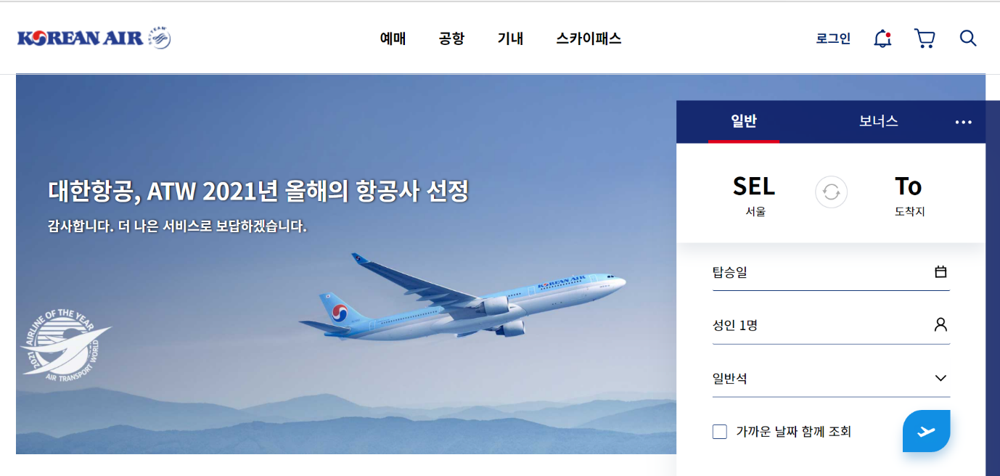 KOREAN AIR
SKYTEAM
예매 공항 기내 스카이패스
로그인
대한항공, ATW 2021년 올해의 항공사 선정
감사합니다. 더 나은 서비스로 보답하겠습니다.
KOREAN AIR
2021 AIRLINE OF THE YEAR
AIR TRANSPORT WORLD
일반 보너스
SEL To
서울 도착지
탑승일
성인 1명
일반석
가까운 날짜 함께 조회